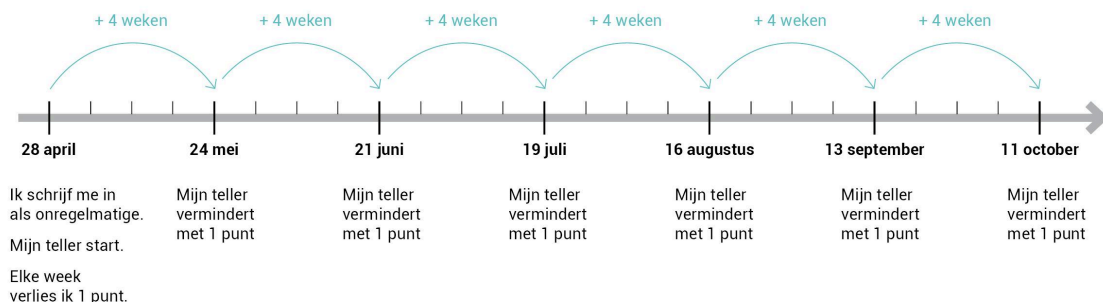 + 4 weken
+ 4 weken
+ 4 weken
+ 4 weken
+ 4 weken
+ 4 weken
28 april
24 mei
21 juni
19 juli
16 augustus
13 september
11 october
Ik schrijf me in
als onregelmatige.
Mijn teller start.
Elke week
verlies ik 1 punt.
Mijn teller
vermindert
met 1 punt
Mijn teller
vermindert
met 1 punt
Mijn teller
vermindert
met 1 punt
Mijn teller
vermindert
met 1 punt
Mijn teller
vermindert
met 1 punt
Mijn teller
vermindert
met 1 punt